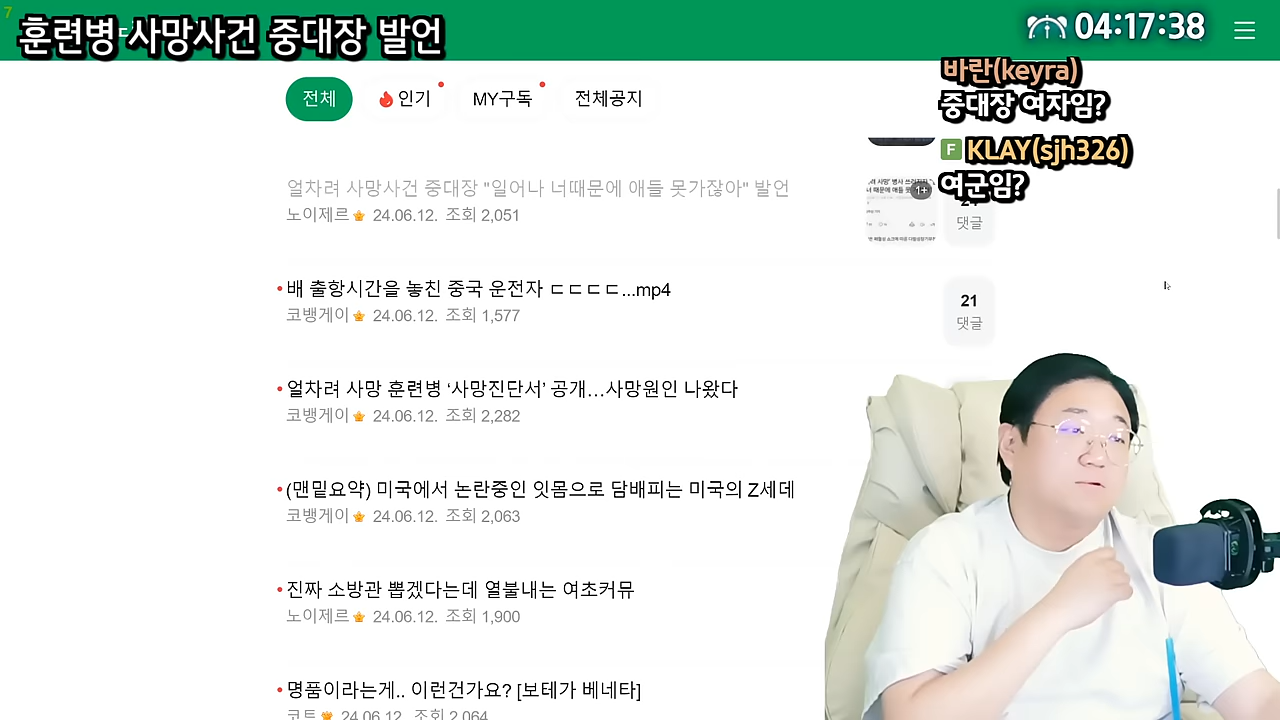 7
훈련병 사망사건 중대장 발언
04:17:38
전체
인기
MY구독
전체공지
바란(keyra)
중대장 여자임?
F KLAY(sjh326)
여군임?
얼차려 사망사건 중대장 "일어나 너때문에 애들 못가잖아" 발언
노이제르 24.06.12. 조회 2,051
1+
댓글
배 출항시간을 놓친 중국 운전자 ㄷㄷㄷㄷ...mp4
코뱅게이 24.06.12. 조회 1,577
21
댓글
얼차려 사망 훈련병 ‘사망진단서’ 공개…사망원인 나왔다
코뱅게이 24.06.12. 조회 2,282
(맨밑요약) 미국에서 논란중인 잇몸으로 담배피는 미국의 Z세데
코뱅게이 24.06.12. 조회 2,063
진짜 소방관 뽑겠다는데 열불내는 여초커뮤
노이제르 24.06.12. 조회 1,900
명품이라는게.. 이런건가요? [보테가 베네타]
코트 24.06.12. 조회 2,064